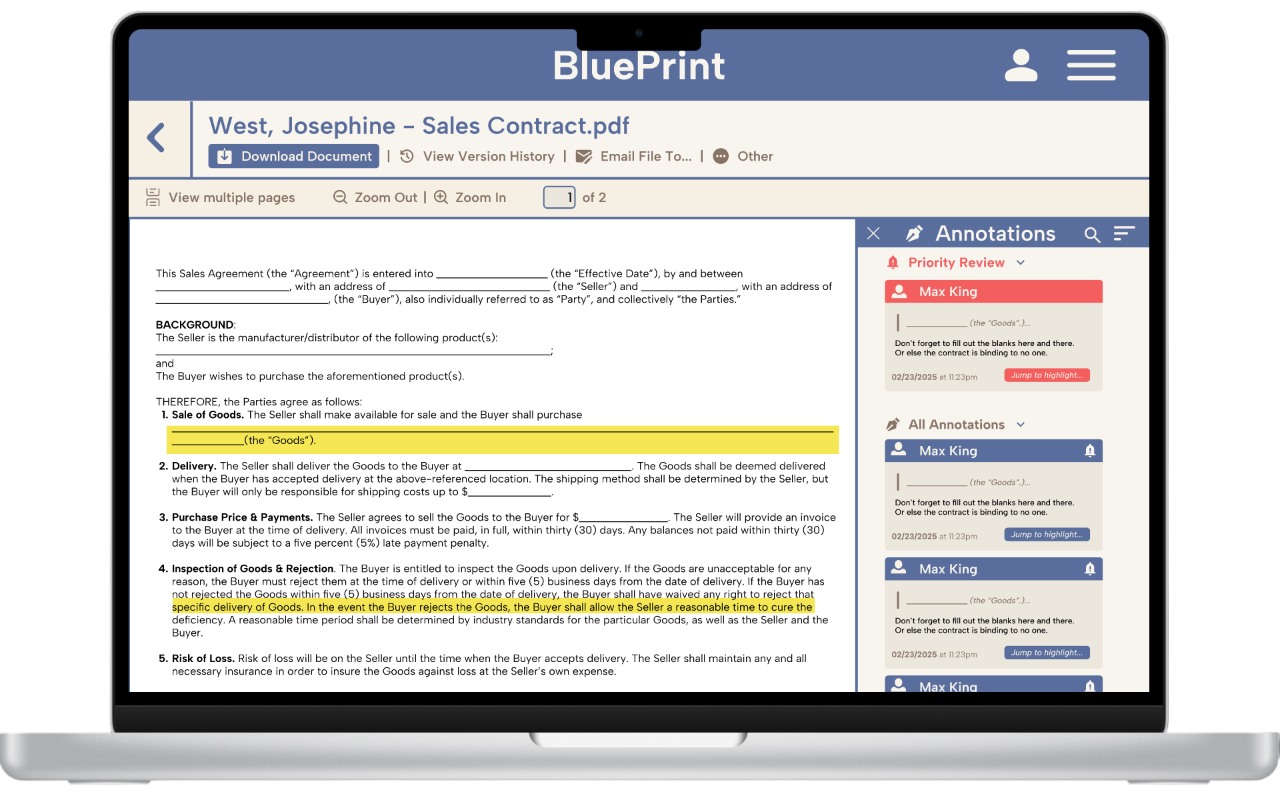 BluePrint
West, Josephine – Sales Contract.pdf
Download Document | View Version History | Email File To... | Other
View multiple pages Zoom Out | Zoom In 1 of 2
This Sales Agreement (the “Agreement”) is entered into ____________________ (the “Effective Date”), by and between
________________________, with an address of _____________________________ (the “Seller”) and _________________, with an address of
_______________________________, (the “Buyer”), also individually referred to as “Party”, and collectively “the Parties.”
BACKGROUND:
The Seller is the manufacturer/distributor of the following product(s):
_______________________________________________________________________;
and
The Buyer wishes to purchase the aforementioned product(s).
THEREFORE, the Parties agree as follows:
1. Sale of Goods. The Seller shall make available for sale and the Buyer shall purchase
_____________(the “Goods”).
2. Delivery. The Seller shall deliver the Goods to the Buyer at ______________________________. The Goods shall be deemed delivered
when the Buyer has accepted delivery at the above-referenced location. The shipping method shall be determined by the Seller, but
the Buyer will only be responsible for shipping costs up to $_______________.
3. Purchase Price & Payments. The Seller agrees to sell the Goods to the Buyer for $________________. The Seller will provide an invoice
to the Buyer at the time of delivery. All invoices must be paid, in full, within thirty (30) days. Any balances not paid within thirty (30)
days will be subject to a five percent (5%) late payment penalty.
4. Inspection of Goods & Rejection. The Buyer is entitled to inspect the Goods upon delivery. If the Goods are unacceptable for any
reason, the Buyer must reject them at the time of delivery or within five (5) business days from the date of delivery. If the Buyer has
not rejected the Goods within five (5) business days from the date of delivery, the Buyer shall have waived any right to reject that
specific delivery of Goods. In the event the Buyer rejects the Goods, the Buyer shall allow the Seller a reasonable time to cure the
deficiency. A reasonable time period shall be determined by industry standards for the particular Goods, as well as the Seller and the
Buyer.
5. Risk of Loss. Risk of loss will be on the Seller until the time when the Buyer accepts delivery. The Seller shall maintain any and all
necessary insurance in order to insure the Goods against loss at the Seller’s own expense.
Annotations
Priority Review
Max King
____________ (the “Goods”.)...
Don’t forget to fill out the blanks here and there.
Or else the contract is binding to no one.
02/23/2025 at 11:23pm Jump to highlight...
All Annotations
Max King
____________ (the “Goods”.)...
Don’t forget to fill out the blanks here and there.
Or else the contract is binding to no one.
02/23/2025 at 11:23pm Jump to highlight...
Max King
____________ (the “Goods”.)...
Don’t forget to fill out the blanks here and there.
Or else the contract is binding to no one.
02/23/2025 at 11:23pm Jump to highlight...
Max King